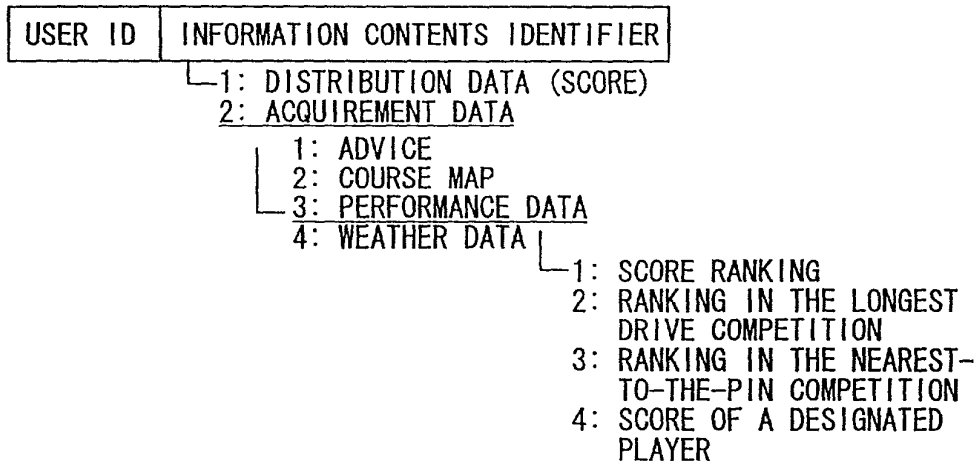 USER ID INFORMATION CONTENTS IDENTIFIER
1: DISTRIBUTION DATA (SCORE)
2: ACQUIREMENT DATA
1: ADVICE
2: COURSE MAP
3: PERFORMANCE DATA
4: WEATHER DATA
1: SCORE RANKING
2: RANKING IN THE LONGEST
DRIVE COMPETITION
3: RANKING IN THE NEAREST-
TO-THE-PIN COMPETITION
4: SCORE OF A DESIGNATED
PLAYER